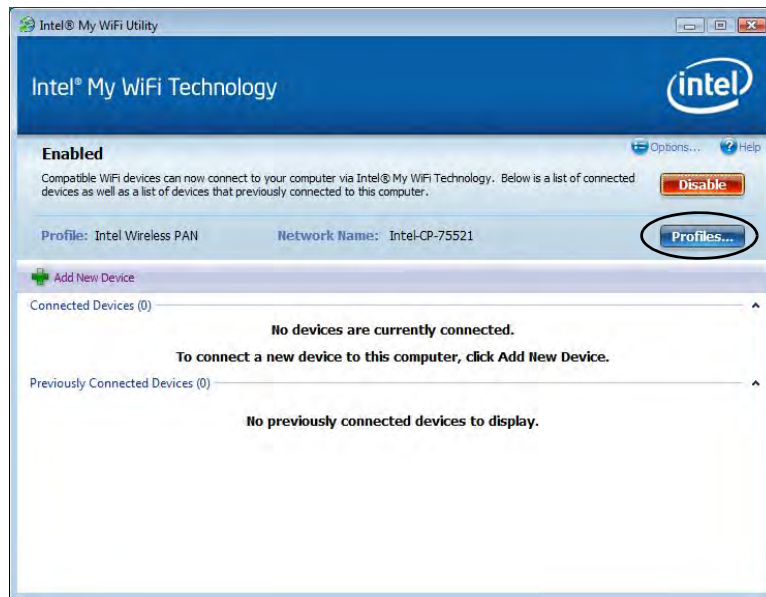 Intel® My WiFi Utility
Intel® My WiFi Technology
intel
Enabled
Options...
Help
Compatible WiFi devices can now connect to your computer via Intel® My WiFi Technology. Below is a list of connected
devices as well as a list of devices that previously connected to this computer.
Disable
Profile: Intel Wireless PAN
Network Name: Intel-CP-75521
Profiles...
Add New Device
Connected Devices (0)
No devices are currently connected.
To connect a new device to this computer, click Add New Device.
Previously Connected Devices (0)
No previously connected devices to display.